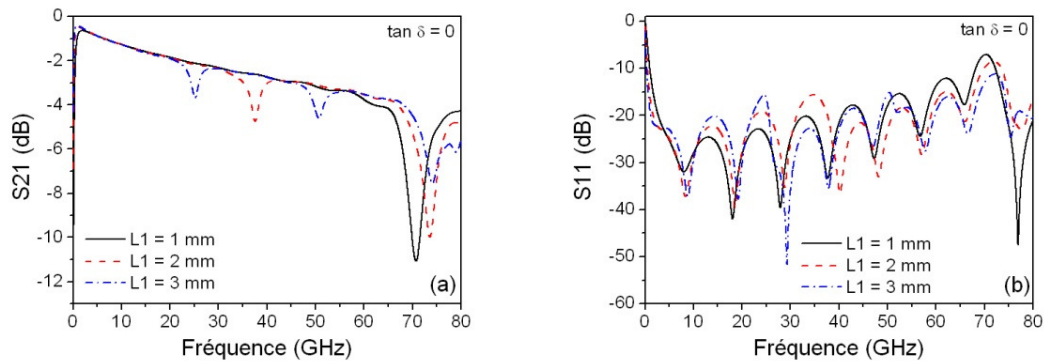 tan δ = 0
S21 (dB)
0
-2
-4
-6
-8
-10
-12
L1 = 1 mm
L1 = 2 mm
L1 = 3 mm
(a)
0 10 20 30 40 50 60 70 80
Fréquence (GHz)
tan δ = 0
S11 (dB)
0
-10
-20
-30
-40
-50
-60
L1 = 1 mm
L1 = 2 mm
L1 = 3 mm
(b)
0 10 20 30 40 50 60 70 80
Fréquence (GHz)